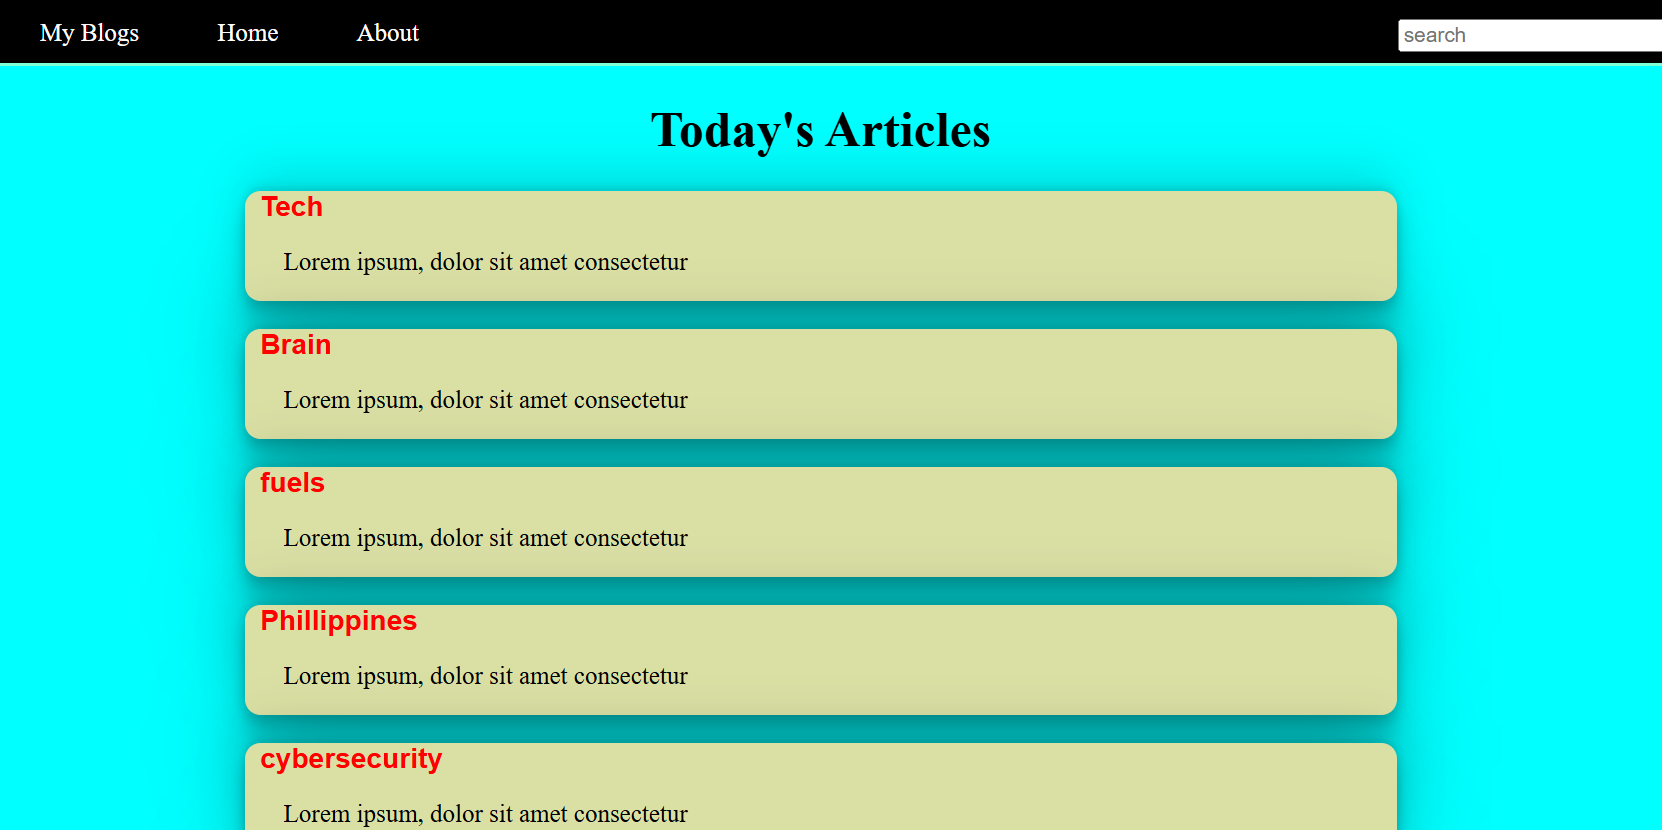 My Blogs Home About search
Today's Articles
Tech
Lorem ipsum, dolor sit amet consectetur
Brain
Lorem ipsum, dolor sit amet consectetur
fuels
Lorem ipsum, dolor sit amet consectetur
Phillippines
Lorem ipsum, dolor sit amet consectetur
cybersecurity
Lorem ipsum, dolor sit amet consectetur